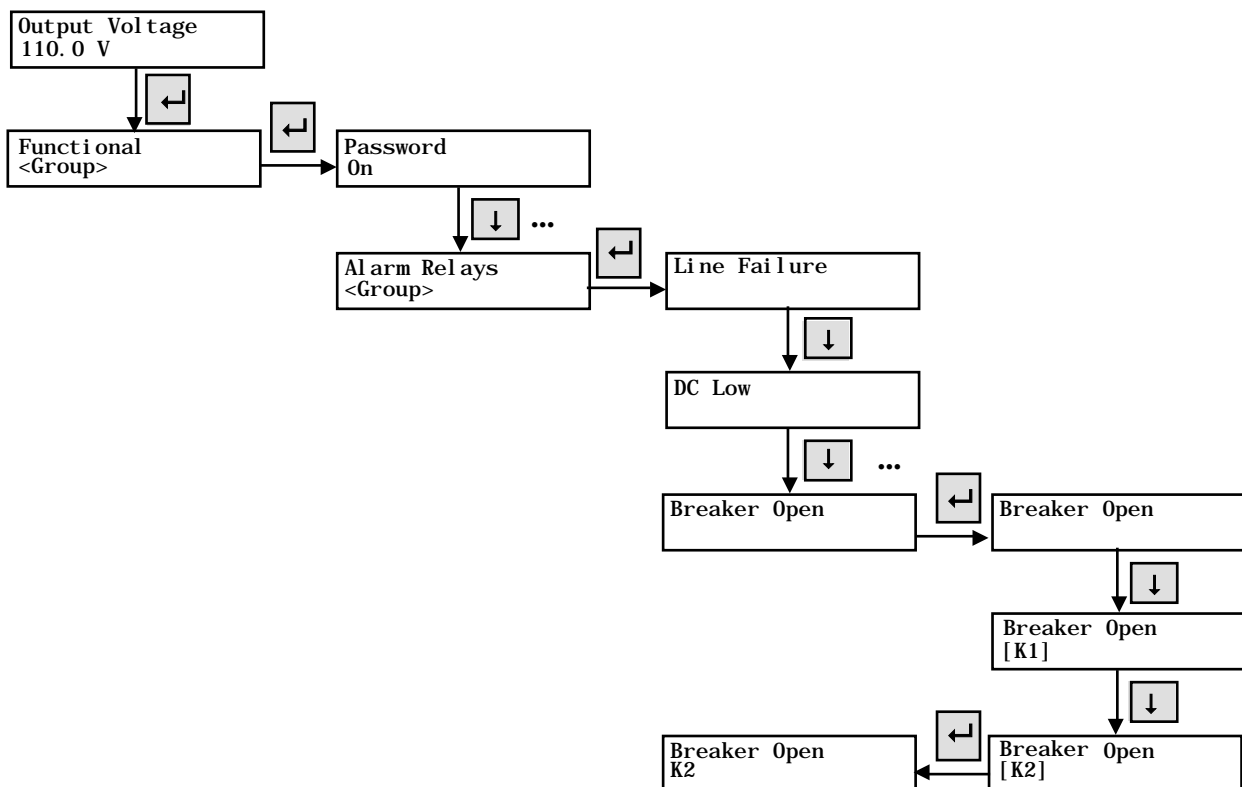 Output Voltage
110.0 V
↵
Functional
<Group>
↵
Password
On
↓ ...
Alarm Relays
<Group>
↵
Line Failure
↓
DC Low
↓ ...
Breaker Open
↵
Breaker Open
↓
Breaker Open
[K1]
↓
Breaker Open
[K2]
↵
Breaker Open
K2